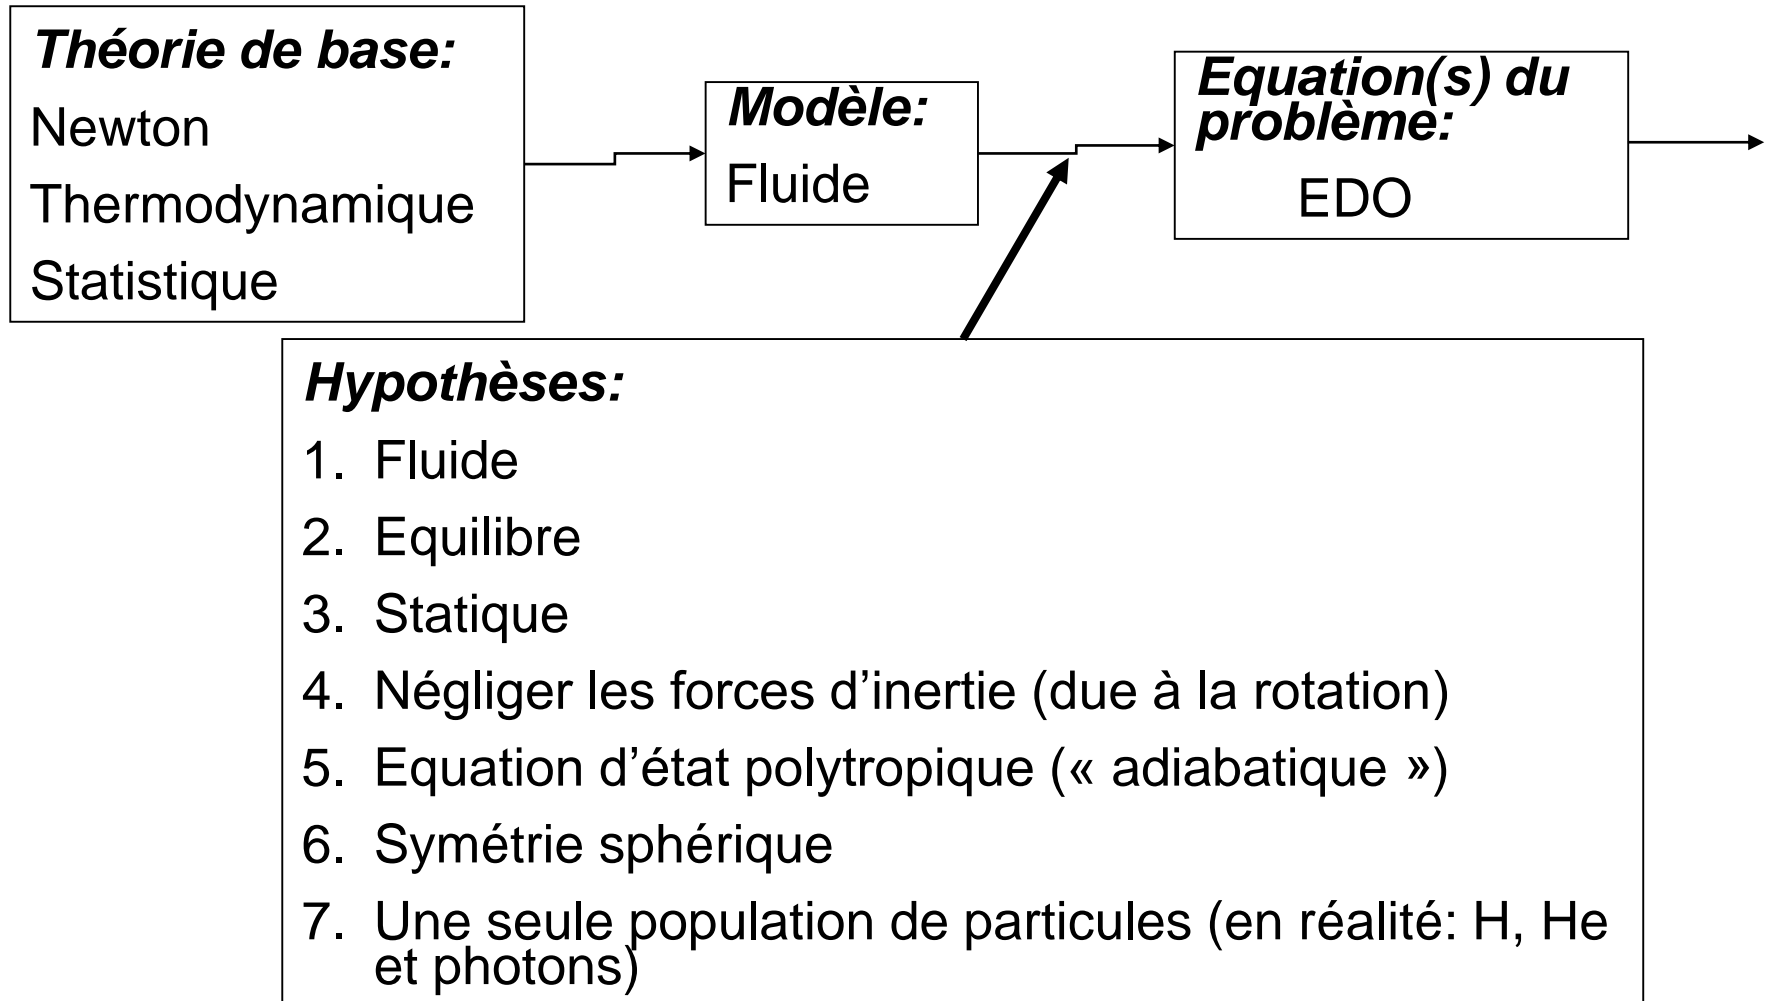 Théorie de base:
Newton
Thermodynamique
Statistique
Modèle:
Fluide
Equation(s) du
problème:
EDO
Hypothèses:
1. Fluide
2. Equilibre
3. Statique
4. Négliger les forces d’inertie (due à la rotation)
5. Equation d’état polytropique (« adiabatique »)
6. Symétrie sphérique
7. Une seule population de particules (en réalité: H, He
et photons)